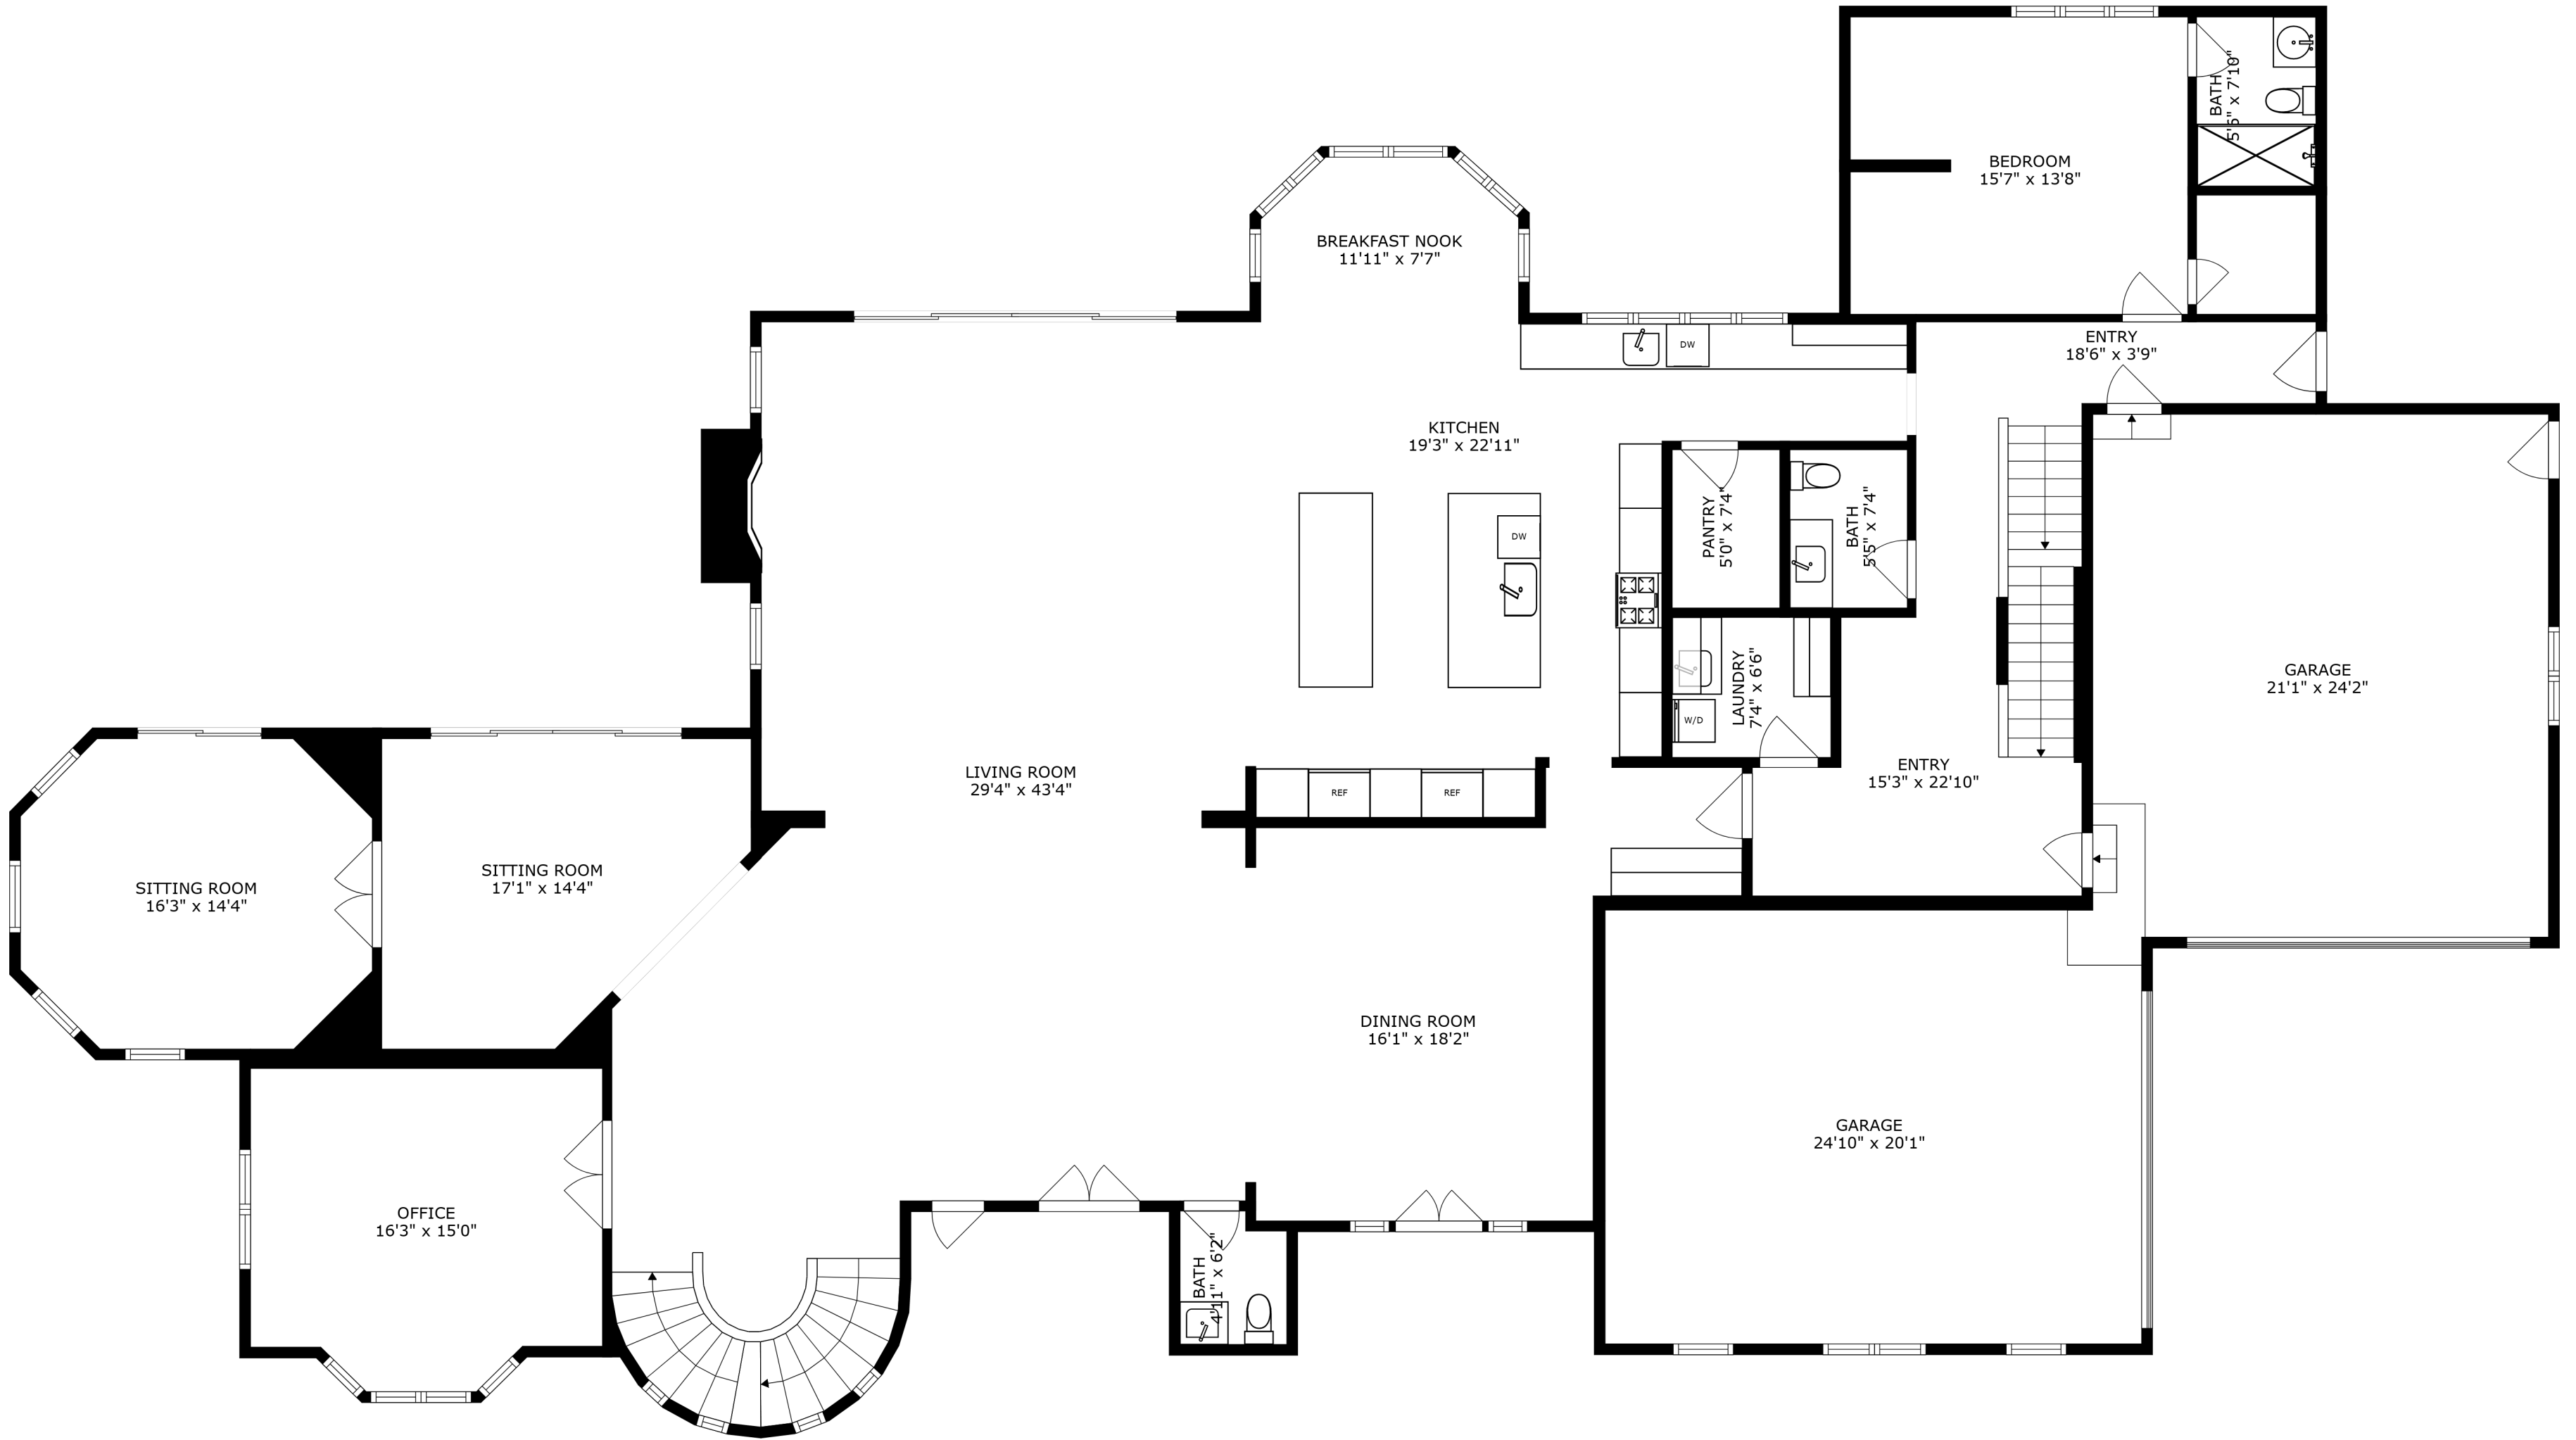 BATH
5'6" x 7'10"
BEDROOM
15'7" x 13'8"
BREAKFAST NOOK
11'11" x 7'7"
ENTRY
18'6" x 3'9"
DW
KITCHEN
19'3" x 22'11"
DW
PANTRY
5'0" x 7'4"
BATH
5'5" x 7'4"
GARAGE
21'1" x 24'2"
LAUNDRY
7'4" x 6'6"
W/D
LIVING ROOM
29'4" x 43'4"
REF
REF
ENTRY
15'3" x 22'10"
SITTING ROOM
16'3" x 14'4"
SITTING ROOM
17'1" x 14'4"
DINING ROOM
16'1" x 18'2"
GARAGE
24'10" x 20'1"
OFFICE
16'3" x 15'0"
BATH
4'11" x 6'2"